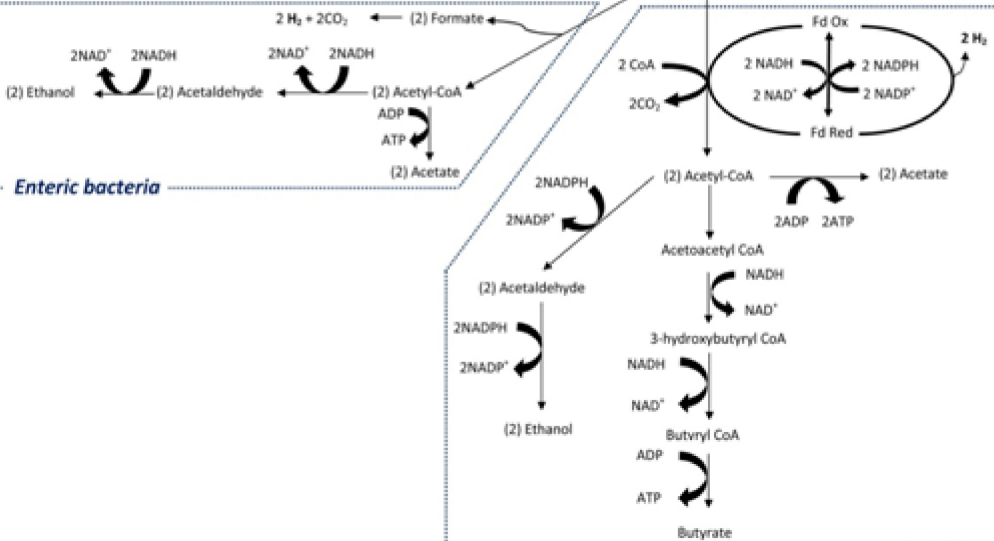 2 H₂ + 2CO₂
(2) Formate
2NAD⁺ 2NADH
2NAD⁺ 2NADH
(2) Ethanol
(2) Acetaldehyde
(2) Acetyl-CoA
ADP
ATP
(2) Acetate
Enteric bacteria
Fd Ox
2 H₂
2 CoA
2 NADH
2 NADPH
2CO₂
2 NAD⁺
2 NADP⁺
Fd Red
(2) Acetyl-CoA
(2) Acetate
2ADP 2ATP
2NADPH
2NADP⁺
Acetoacetyl CoA
(2) Acetaldehyde
NADH
NAD⁺
2NADPH
2NADP⁺
3-hydroxybutyryl CoA
NADH
NAD⁺
(2) Ethanol
Butvryl CoA
ADP
ATP
Butyrate